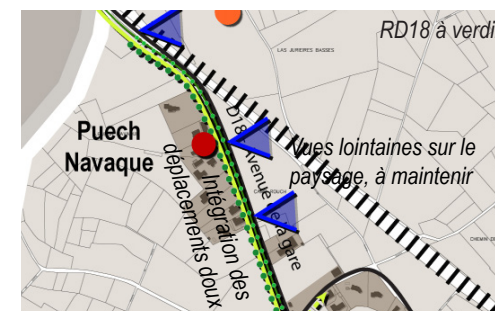 RD18 à verdi
LAS JUMIERES BASSES
Puech
Navaque
D18 Avenue de la gare
Vues lointaines sur le
paysage, à maintenir
Intégration des
déplacements doux